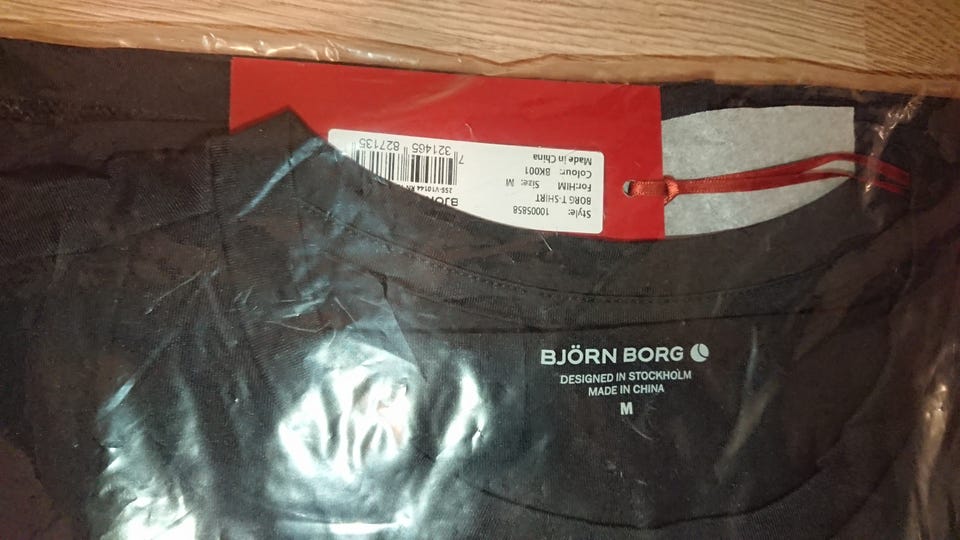 Style: 10005858
BORG T-SHIRT
For:HIM Size: M
Colour: BK001
Made in China
7 321465 827135
BJÖRN BORG
DESIGNED IN STOCKHOLM
MADE IN CHINA
M